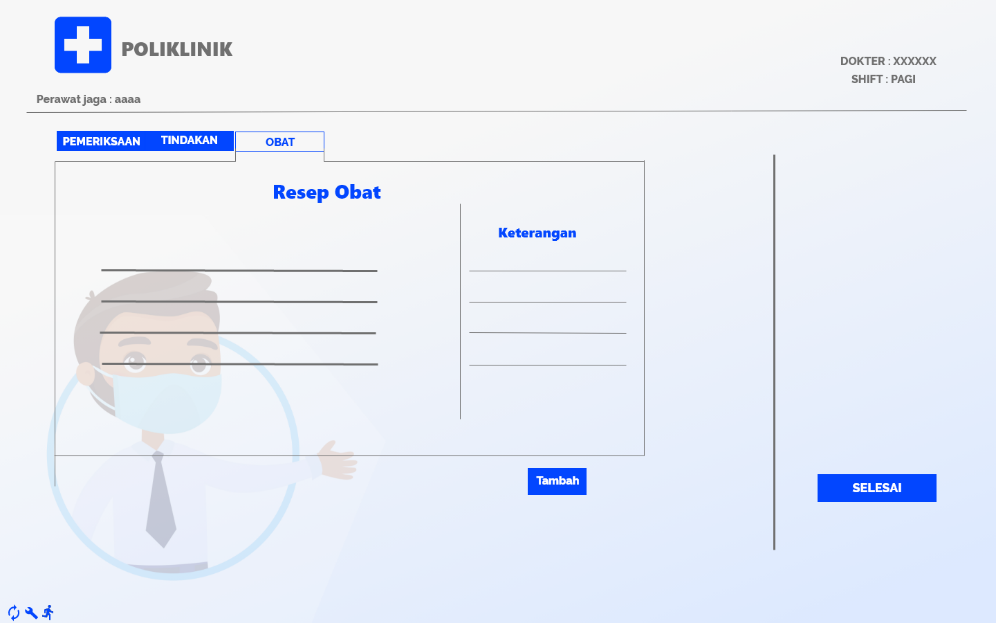 POLIKLINIK
DOKTER : XXXXXX
SHIFT : PAGI
Perawat jaga : aaaa
PEMERIKSAAN TINDAKAN OBAT
Resep Obat
Keterangan
Tambah
SELESAI